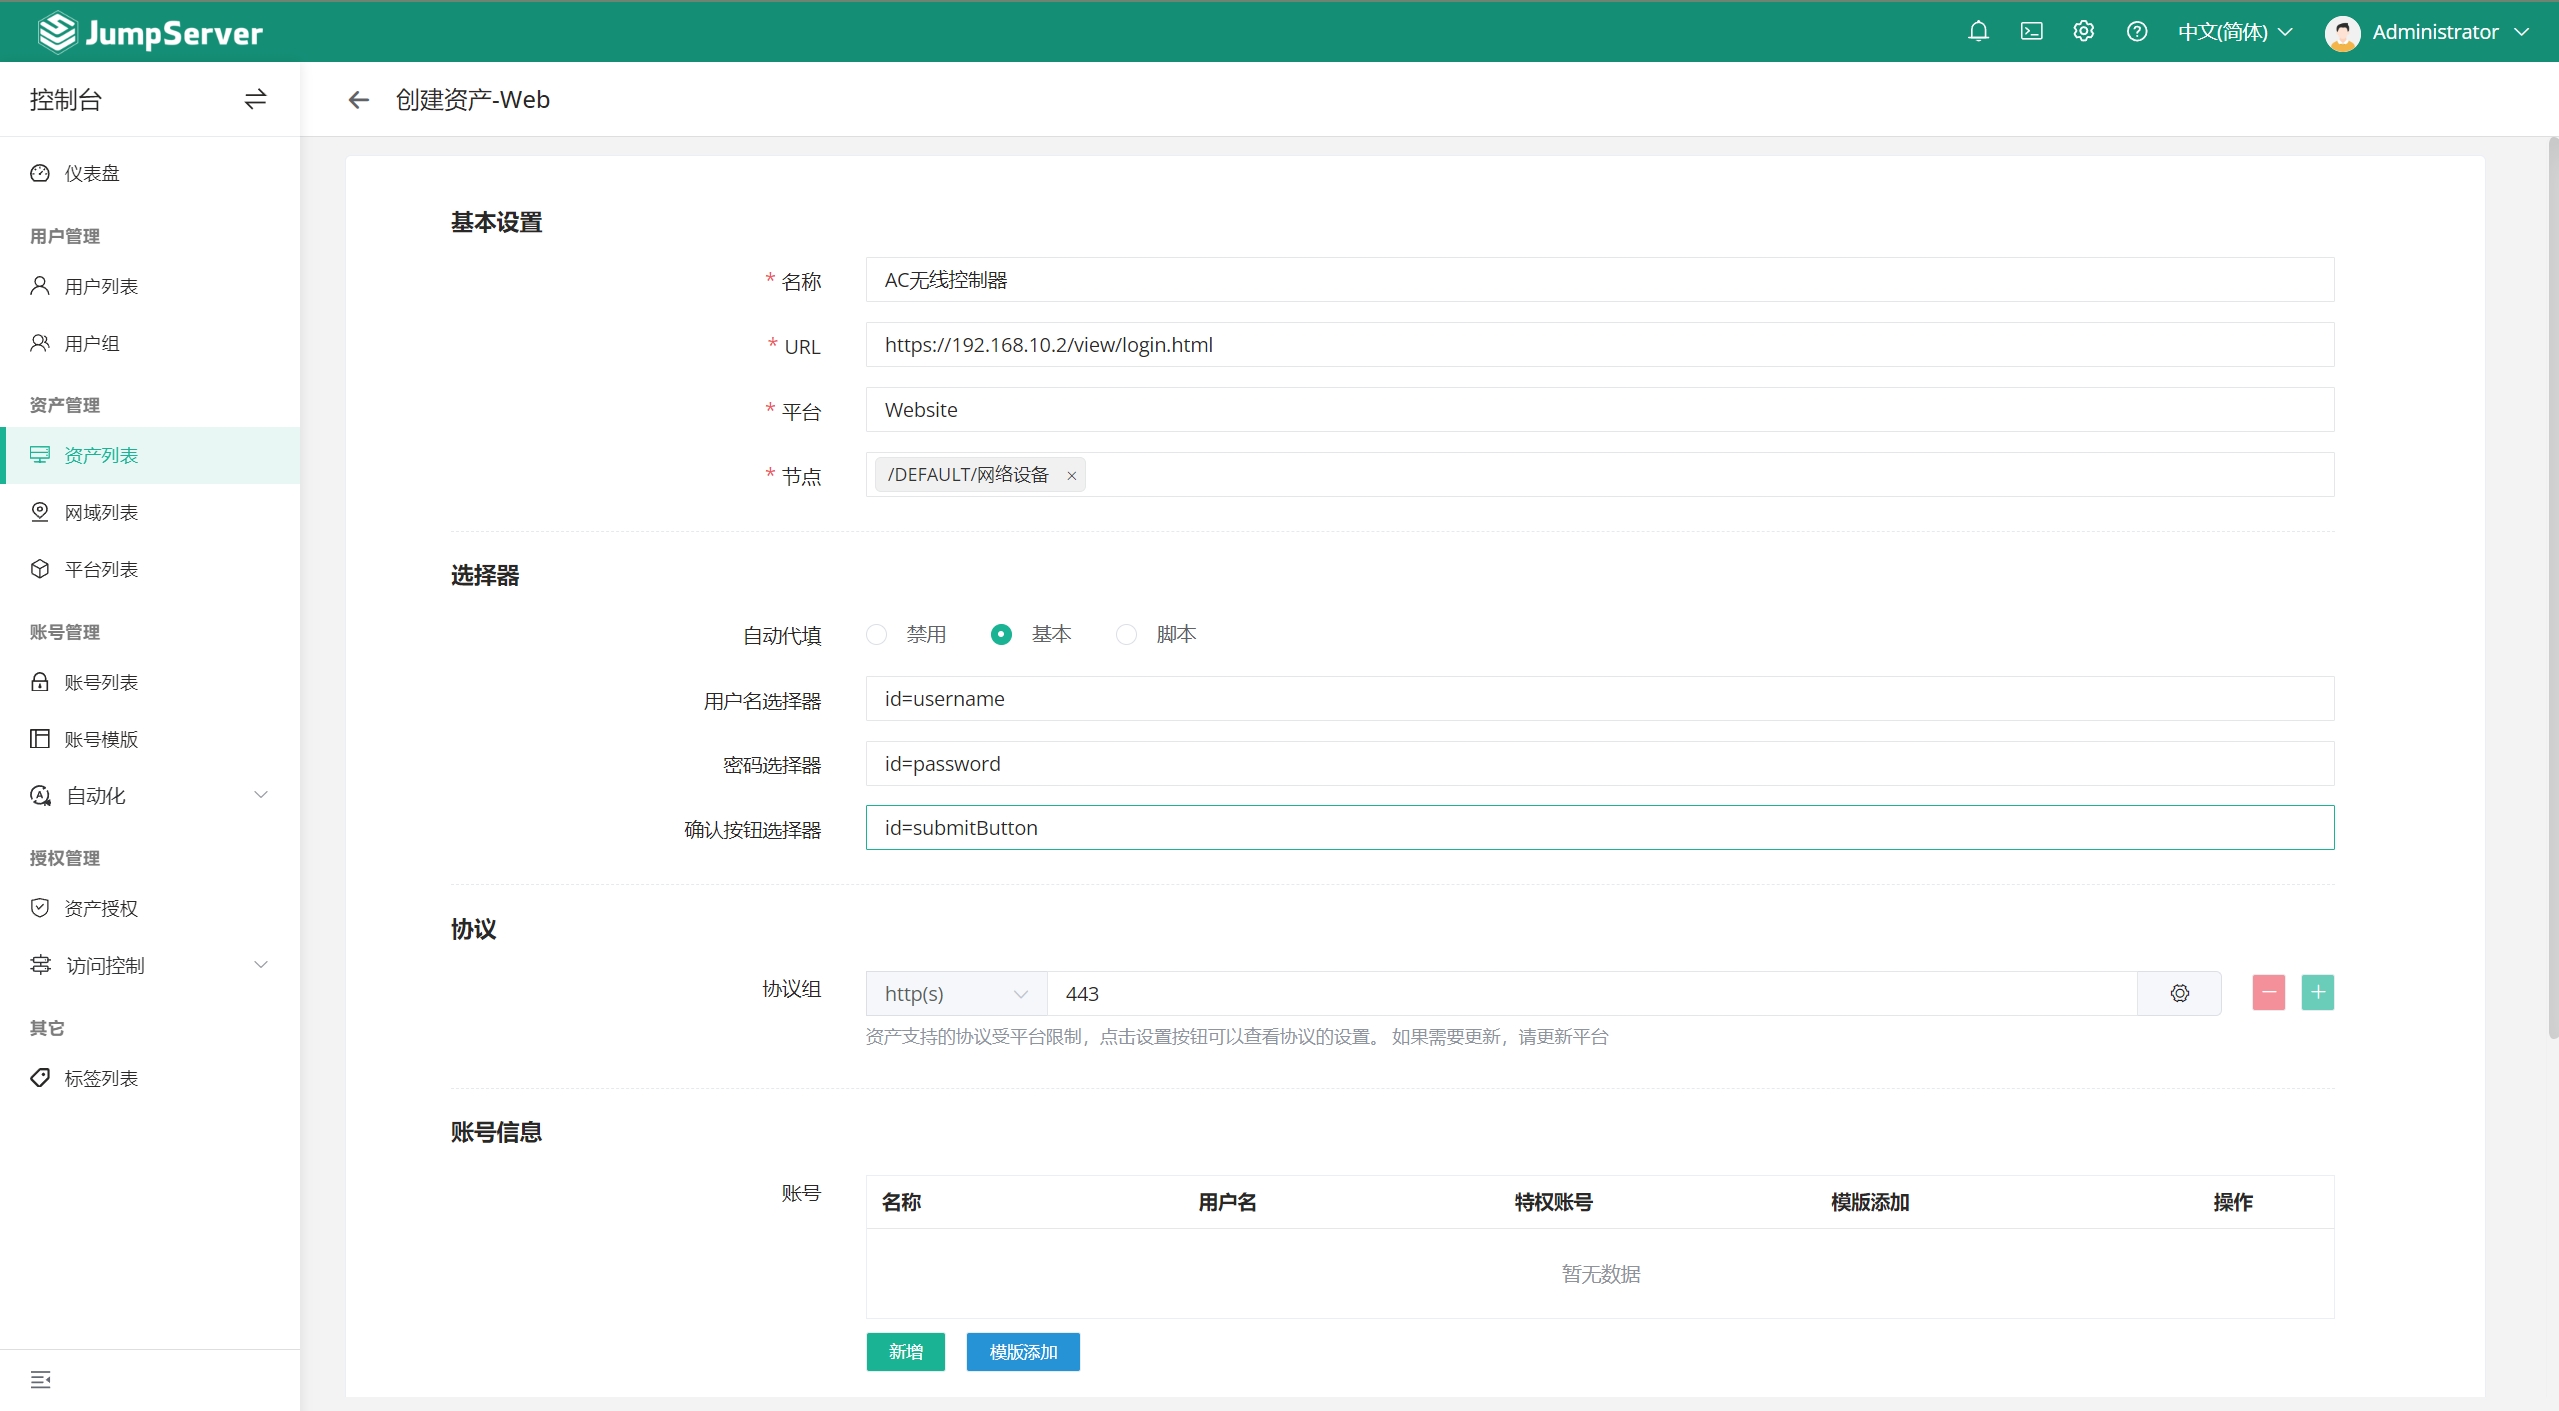 JumpServer
中文(简体)
Administrator
控制台
创建资产-Web
仪表盘
用户管理
用户列表
用户组
资产管理
资产列表
网域列表
平台列表
账号管理
账号列表
账号模版
自动化
授权管理
资产授权
访问控制
其它
标签列表
基本设置
* 名称 AC无线控制器
* URL https://192.168.10.2/view/login.html
* 平台 Website
* 节点 /DEFAULT/网络设备 ×
选择器
自动代填 禁用 基本 脚本
用户名选择器 id=username
密码选择器 id=password
确认按钮选择器 id=submitButton
协议
协议组 http(s) 443
资产支持的协议受平台限制，点击设置按钮可以查看协议的设置。 如果需要更新，请更新平台
账号信息
账号 名称 用户名 特权账号 模版添加 操作
暂无数据
新增 模版添加